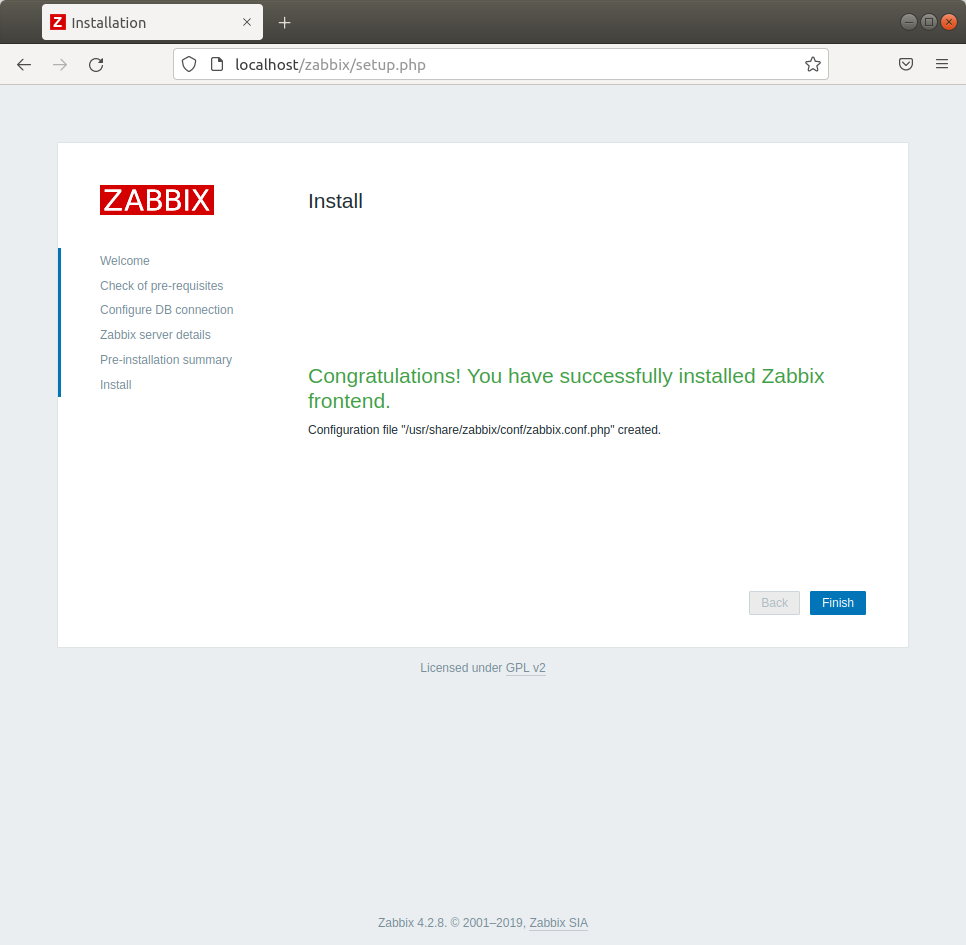 Z Installation
localhost/zabbix/setup.php
ZABBIX
Install
Welcome
Check of pre-requisites
Configure DB connection
Zabbix server details
Pre-installation summary
Install
Congratulations! You have successfully installed Zabbix
frontend.
Configuration file "/usr/share/zabbix/conf/zabbix.conf.php" created.
Back Finish
Licensed under GPL v2
Zabbix 4.2.8. © 2001–2019, Zabbix SIA